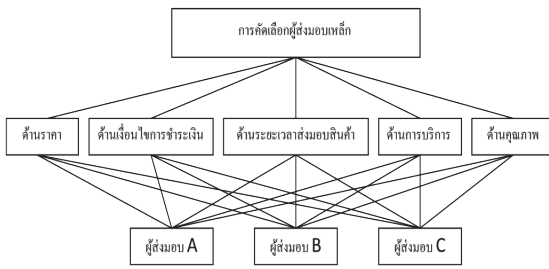 การคัดเลือกผู้ส่งมอบเหล็ก
ด้านราคา
ด้านเงื่อนไขการชำระเงิน
ด้านระยะเวลาส่งมอบสินค้า
ด้านการบริการ
ด้านคุณภาพ
ผู้ส่งมอบ A
ผู้ส่งมอบ B
ผู้ส่งมอบ C